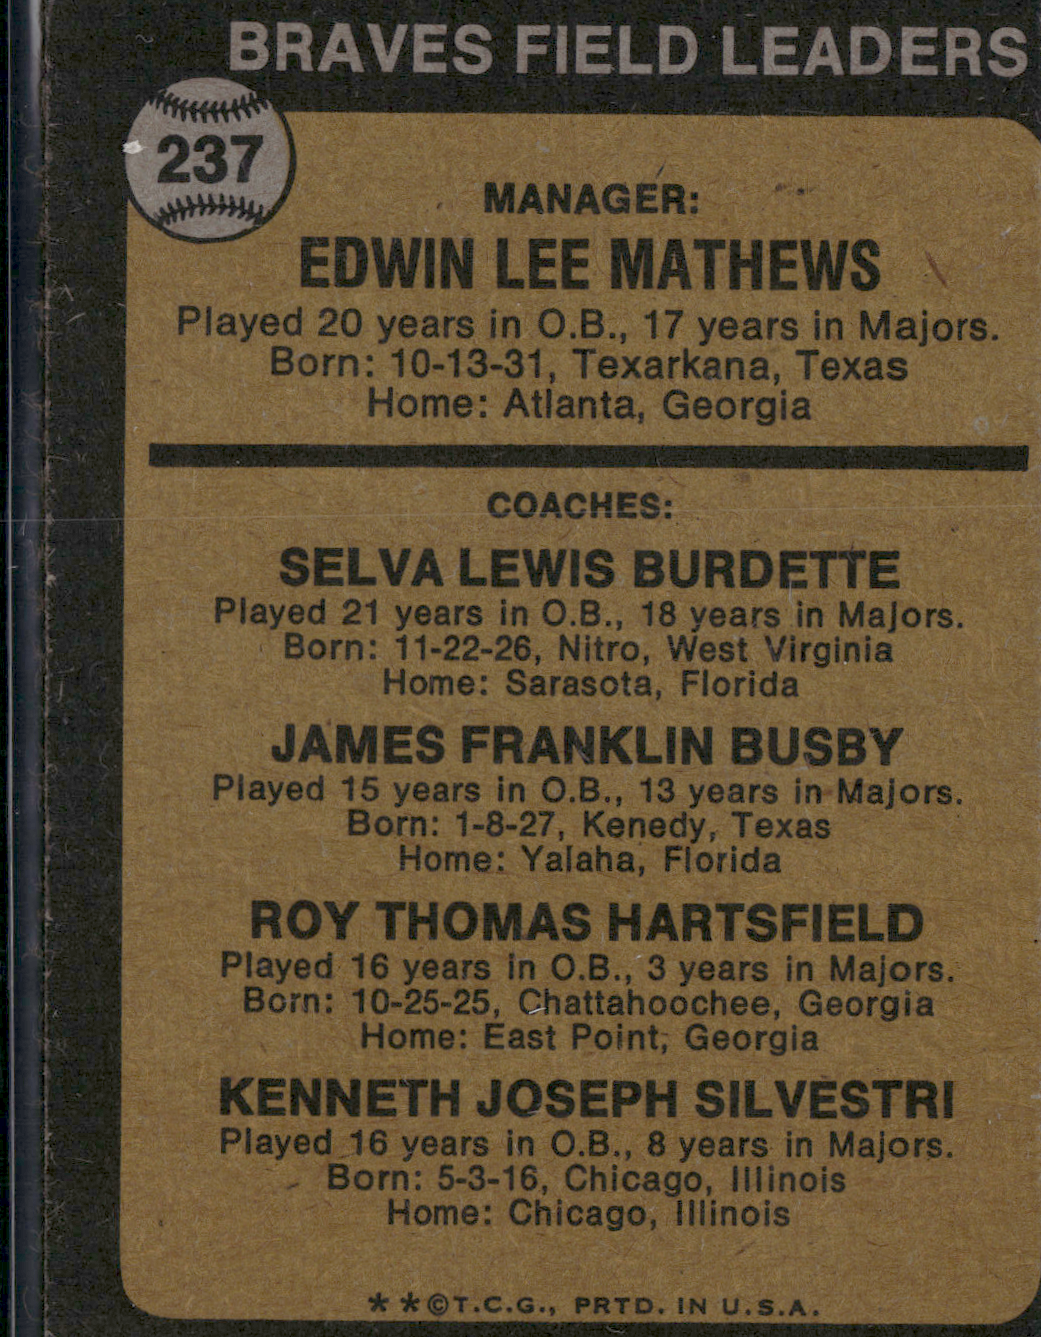 BRAVES FIELD LEADERS
237
MANAGER:
EDWIN LEE MATHEWS
Played 20 years in O.B., 17 years in Majors.
Born: 10-13-31, Texarkana, Texas
Home: Atlanta, Georgia
COACHES:
SELVA LEWIS BURDETTE
Played 21 years in O.B., 18 years in Majors.
Born: 11-22-26, Nitro, West Virginia
Home: Sarasota, Florida
JAMES FRANKLIN BUSBY
Played 15 years in O.B., 13 years in Majors.
Born: 1-8-27, Kenedy, Texas
Home: Yalaha, Florida
ROY THOMAS HARTSFIELD
Played 16 years in O.B., 3 years in Majors.
Born: 10-25-25, Chattahoochee, Georgia
Home: East Point, Georgia
KENNETH JOSEPH SILVESTRI
Played 16 years in O.B., 8 years in Majors.
Born: 5-3-16, Chicago, Illinois
Home: Chicago, Illinois
**©T.C.G., PRTD. IN U.S.A.